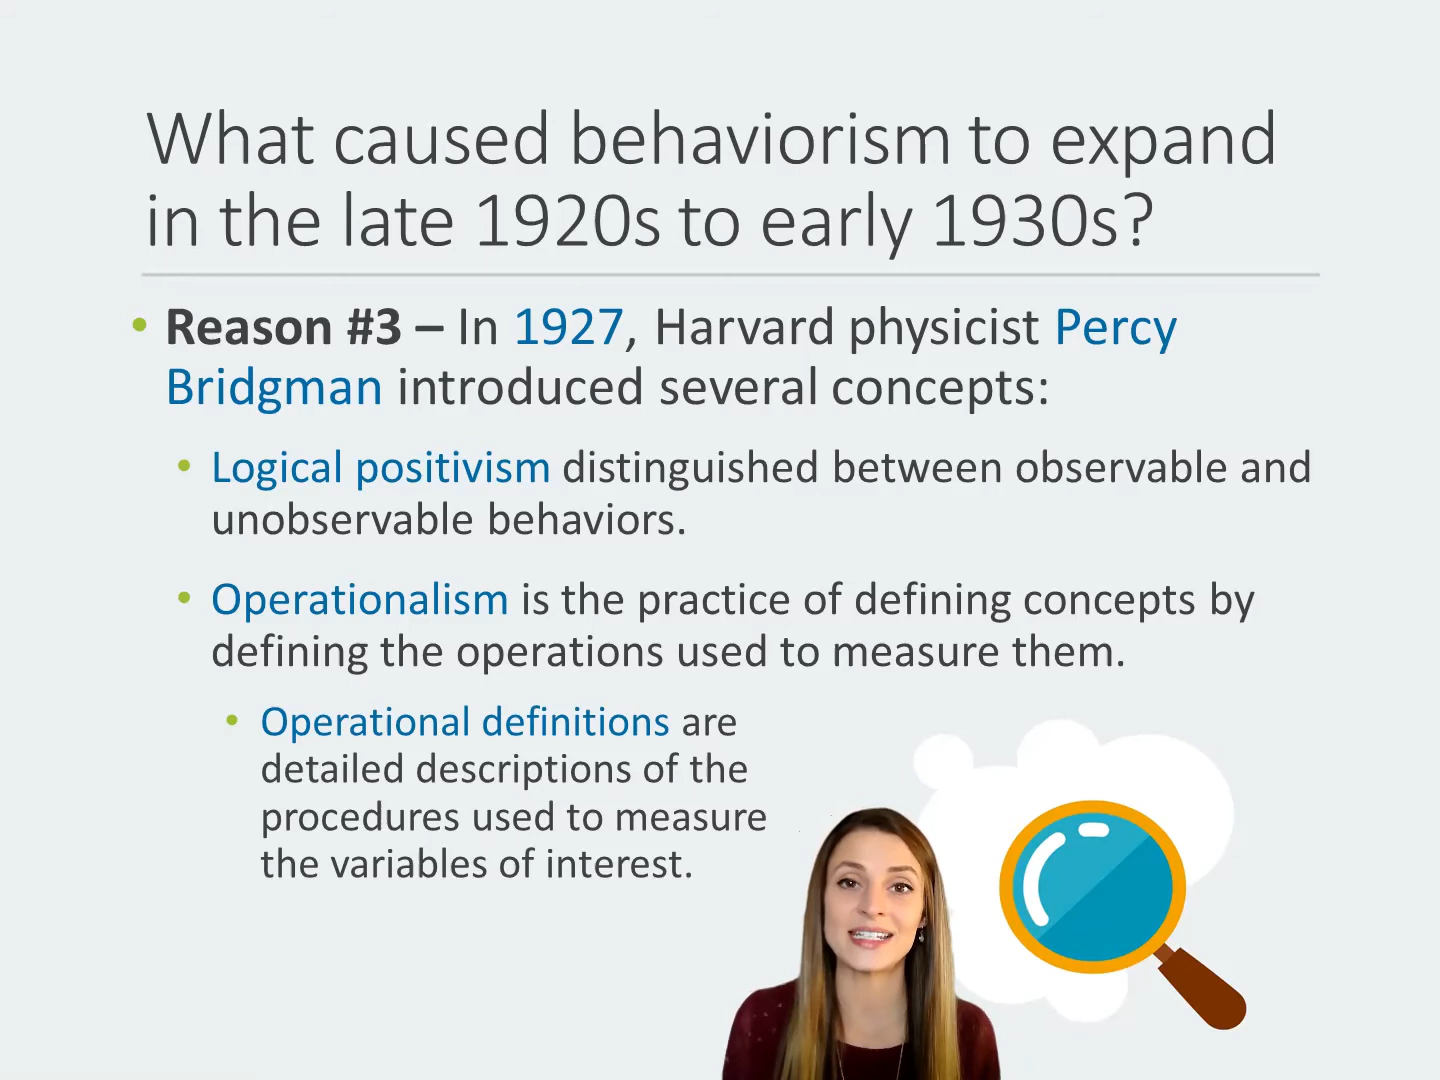 What caused behaviorism to expand
in the late 1920s to early 1930s?
• Reason #3 – In 1927, Harvard physicist Percy
Bridgman introduced several concepts:
• Logical positivism distinguished between observable and
unobservable behaviors.
• Operationalism is the practice of defining concepts by
defining the operations used to measure them.
• Operational definitions are
detailed descriptions of the
procedures used to measure
the variables of interest.